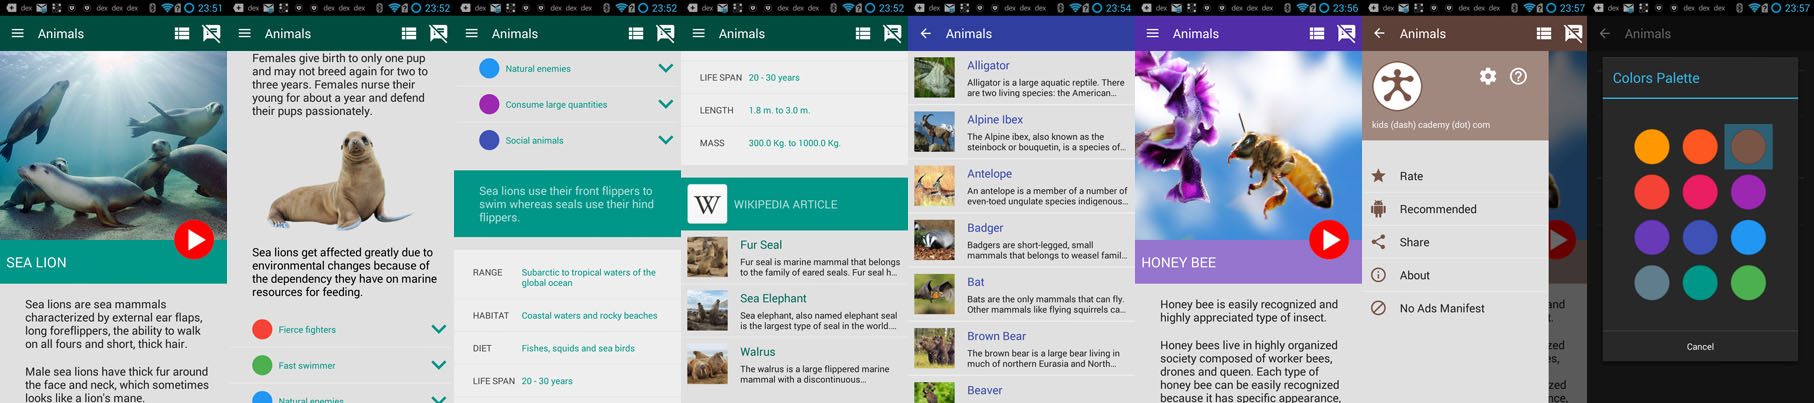 dex dex dex dex 23:51
Animals
SEA LION
Sea lions are sea mammals
characterized by external ear flaps,
long foreflippers, the ability to walk
on all fours and short, thick hair.
Male sea lions have thick fur around
the face and neck, which sometimes
looks like a lion's mane.
dex dex dex dex 23:52
Animals
Females give birth to only one pup
and may not breed again for two to
three years. Females nurse their
young for about a year and defend
their pups passionately.
Sea lions get affected greatly due to
environmental changes because of
the dependency they have on marine
resources for feeding.
Fierce fighters
Fast swimmer
Natural enemies
dex dex dex dex 23:52
Animals
Natural enemies
Consume large quantities
Social animals
Sea lions use their front flippers to
swim whereas seals use their hind
flippers.
RANGE Subarctic to tropical waters of the
global ocean
HABITAT Coastal waters and rocky beaches
DIET Fishes, squids and sea birds
LIFE SPAN 20 - 30 years
dex dex dex dex 23:52
Animals
LIFE SPAN 20 - 30 years
LENGTH 1.8 m. to 3.0 m.
MASS 300.0 Kg. to 1000.0 Kg.
W WIKIPEDIA ARTICLE
Fur Seal
Fur seal is marine mammal that belongs
to the family of eared seals. Fur seal h...
Sea Elephant
Sea elephant, also named elephant seal
is the largest type of seal in the world....
Walrus
The walrus is a large flippered marine
mammal with a discontinuous...
dex dex dex dex 23:54
Animals
Alligator
Alligator is a large aquatic reptile. There
are two living species: the American...
Alpine Ibex
The Alpine ibex, also known as the
steinbock or bouquetin, is a species of...
Antelope
An antelope is a member of a number of
even-toed ungulate species indigenous...
Badger
Badgers are short-legged, small
mammals that belongs to weasel famil...
Bat
Bats are the only mammals that can fly.
Other mammals like flying squirrels ca...
Brown Bear
The brown bear is a large bear living in
much of northern Eurasia and North...
Beaver
dex dex dex dex 23:56
Animals
HONEY BEE
Honey bee is easily recognized and
highly appreciated type of insect.
Honey bees live in highly organized
society composed of worker bees,
drones and queen. Each type of
honey bee can be easily recognized
because it has specific appearance,
dex dex dex dex 23:57
Animals
kids (dash) cademy (dot) com
Rate
Recommended
Share
About
No Ads Manifest
nd
t.
d
s,
of
ed
ce,
dex dex dex dex 23:57
Animals
Colors Palette
Cancel